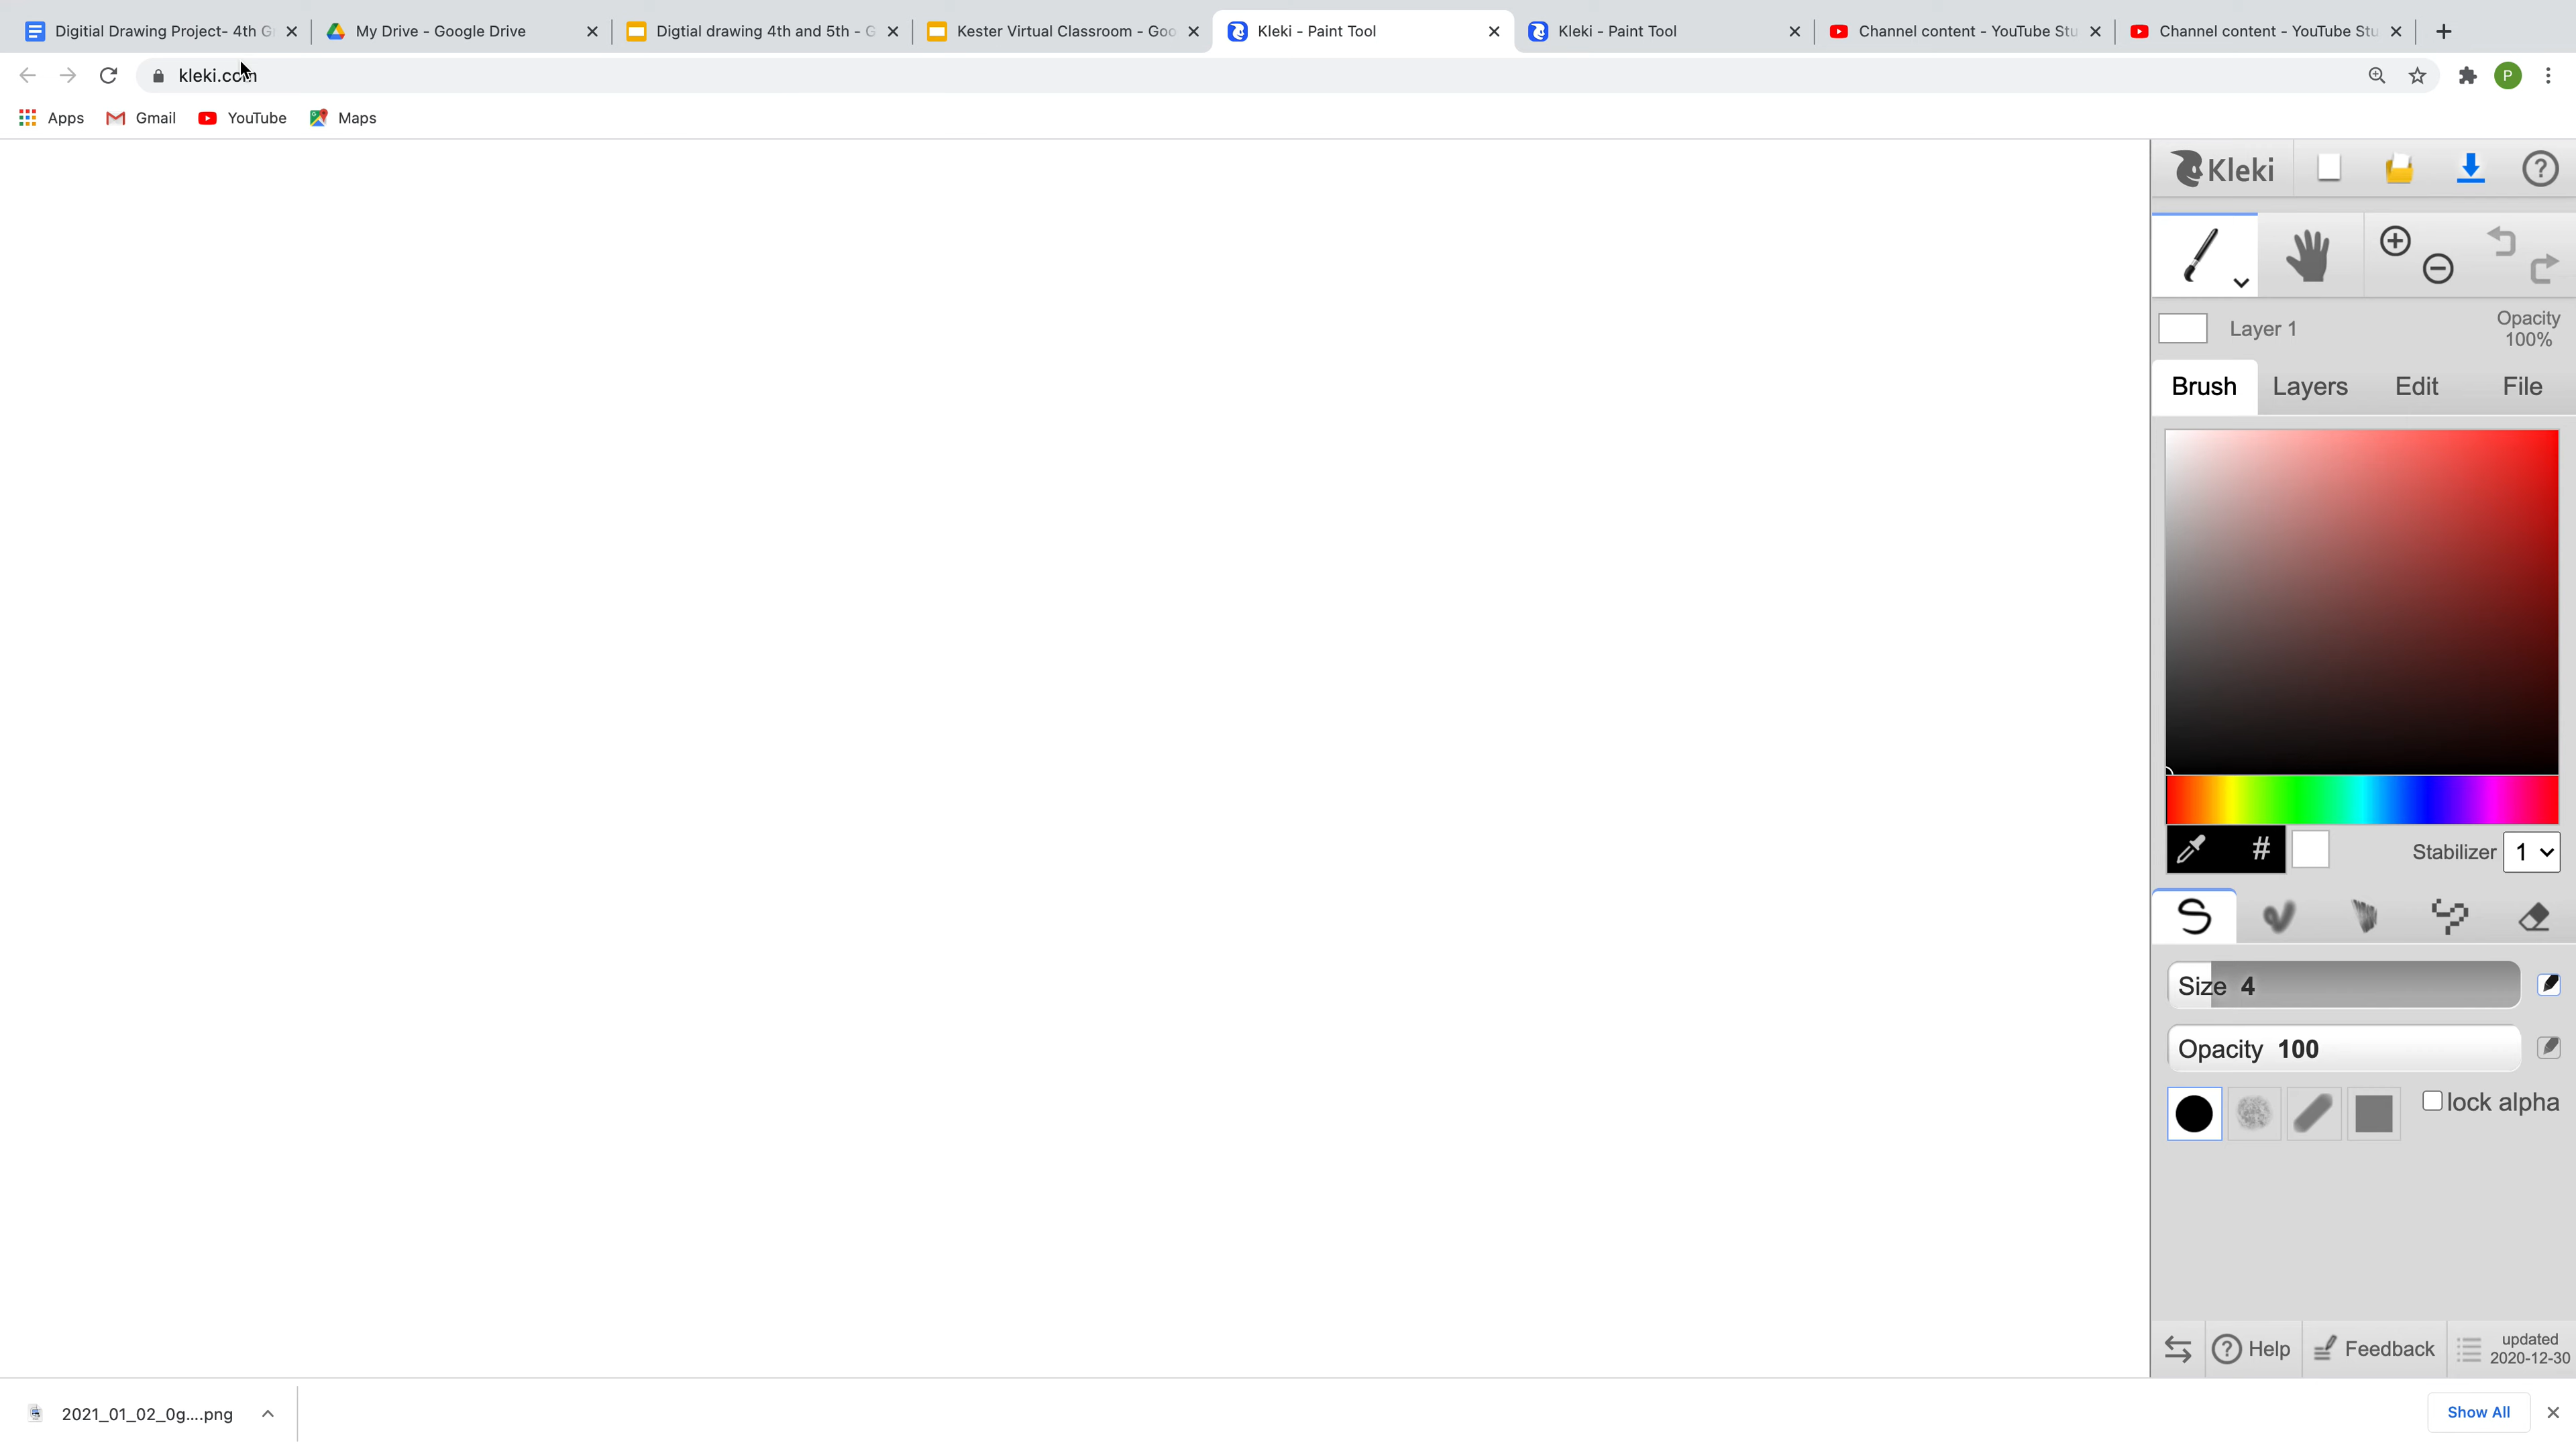 Digitial Drawing Project- 4th G
My Drive - Google Drive
Digtial drawing 4th and 5th - G
Kester Virtual Classroom - Goo
Kleki - Paint Tool
Kleki - Paint Tool
Channel content - YouTube Stu
Channel content - YouTube Stu
kleki.com
P
Apps
Gmail
YouTube
Maps
Kleki
Layer 1
Opacity
100%
Brush
Layers
Edit
File
#
Stabilizer
1
Size 4
Opacity 100
lock alpha
Help
Feedback
updated
2020-12-30
2021_01_02_0g....png
Show All